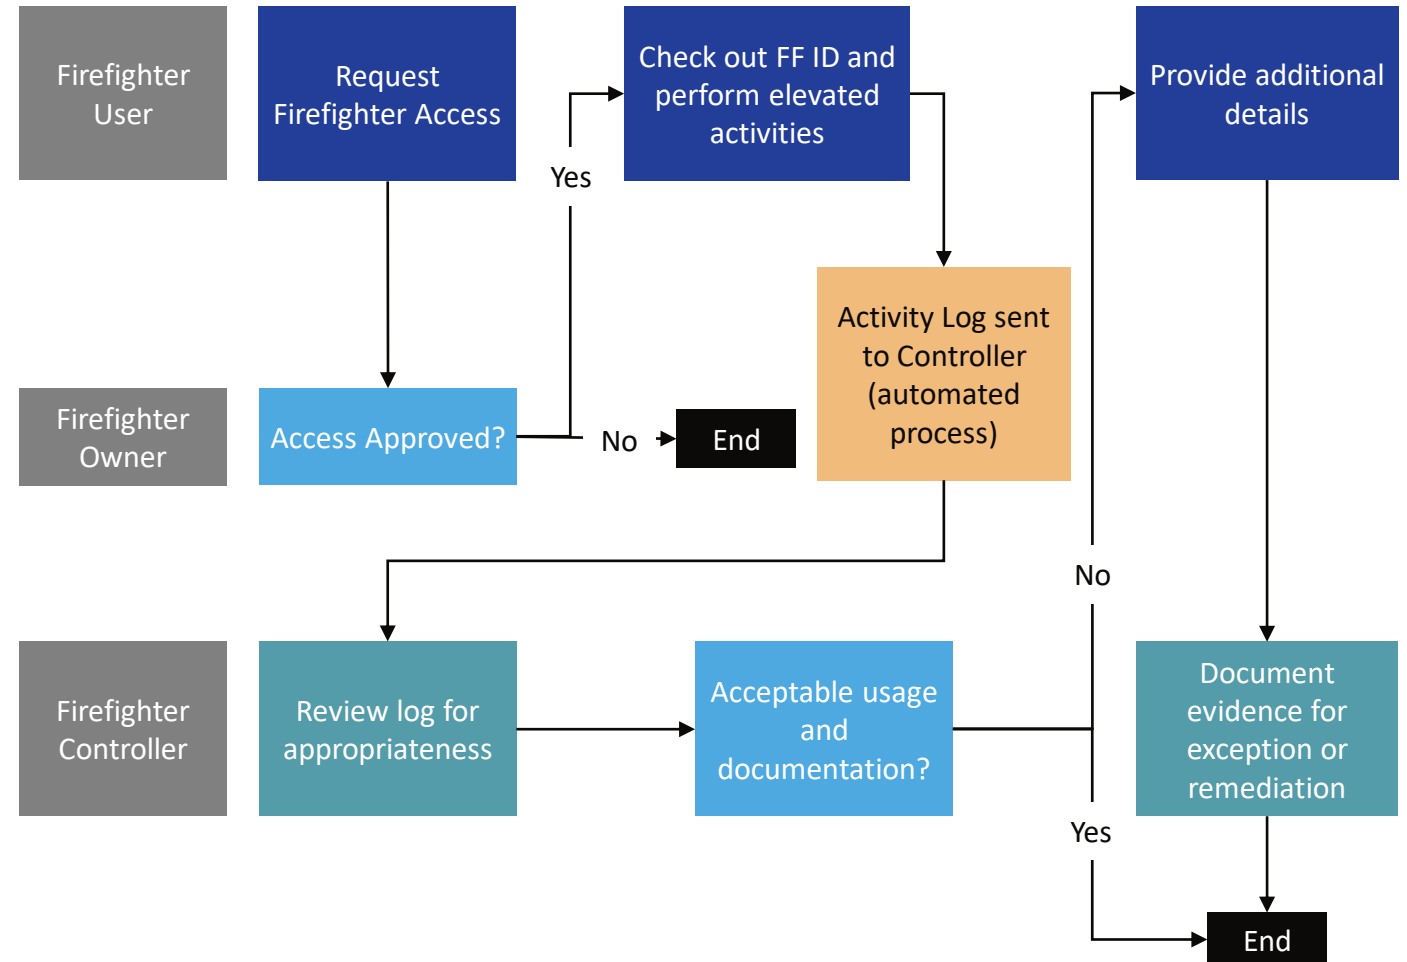 Firefighter
User
Request
Firefighter Access
Check out FF ID and
perform elevated
activities
Provide additional
details
Yes
Activity Log sent
to Controller
(automated
process)
Firefighter
Owner
Access Approved?
No
End
No
Firefighter
Controller
Review log for
appropriateness
Acceptable usage
and
documentation?
Document
evidence for
exception or
remediation
Yes
End